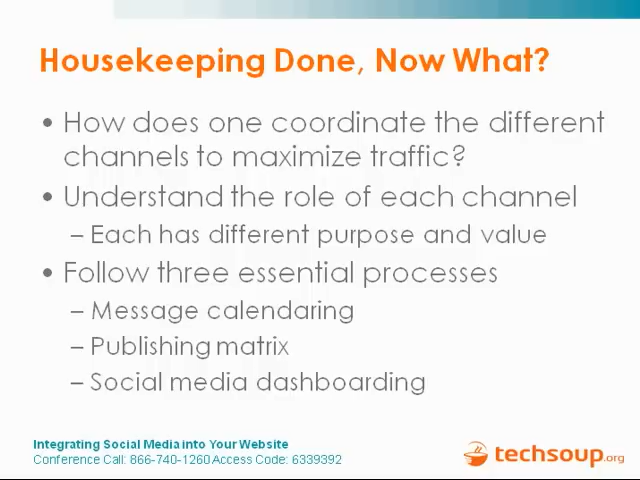 Housekeeping Done, Now What?
• How does one coordinate the different
channels to maximize traffic?
• Understand the role of each channel
– Each has different purpose and value
• Follow three essential processes
– Message calendaring
– Publishing matrix
– Social media dashboarding
Integrating Social Media into Your Website
Conference Call: 866-740-1260 Access Code: 6339392
techsoup.org